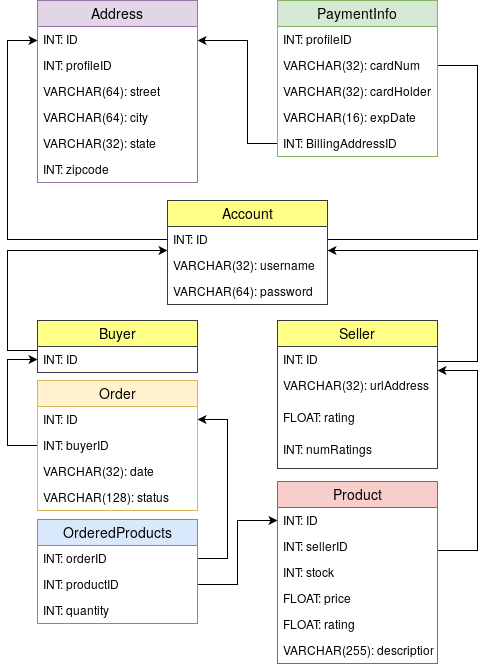 Address
INT: ID
INT: profileID
VARCHAR(64): street
VARCHAR(64): city
VARCHAR(32): state
INT: zipcode
PaymentInfo
INT: profileID
VARCHAR(32): cardNum
VARCHAR(32): cardHolder
VARCHAR(16): expDate
INT: BillingAddressID
Account
INT: ID
VARCHAR(32): username
VARCHAR(64): password
Buyer
INT: ID
Seller
INT: ID
VARCHAR(32): urlAddress
FLOAT: rating
INT: numRatings
Order
INT: ID
INT: buyerID
VARCHAR(32): date
VARCHAR(128): status
OrderedProducts
INT: orderID
INT: productID
INT: quantity
Product
INT: ID
INT: sellerID
INT: stock
FLOAT: price
FLOAT: rating
VARCHAR(255): description